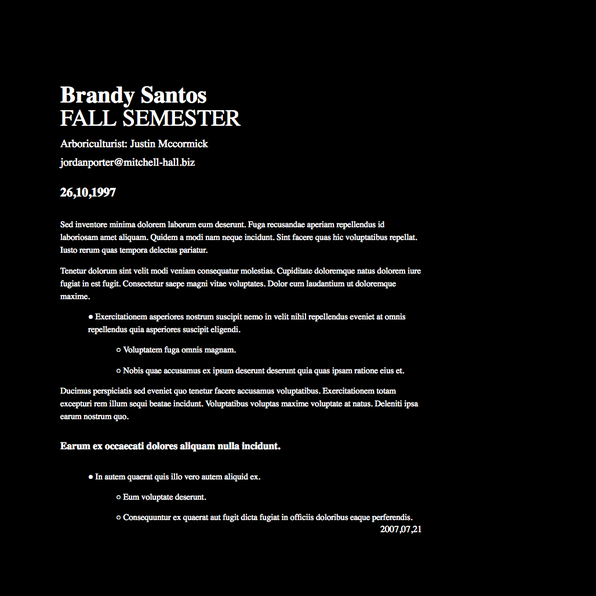 Brandy Santos
FALL SEMESTER
Arboriculturist: Justin Mccormick
jordanporter@mitchell-hall.biz
26,10,1997
Sed inventore minima dolorem laborum eum deserunt. Fuga recusandae aperiam repellendus id
laboriosam amet aliquam. Quidem a modi nam neque incidunt. Sint facere quas hic voluptatibus repellat.
Iusto rerum quas tempora delectus pariatur.
Tenetur dolorum sint velit modi veniam consequatur molestias. Cupiditate doloremque natus dolorem iure
fugiat in est fugit. Consectetur saepe magni vitae voluptates. Dolor eum laudantium ut doloremque
maxime.
● Exercitationem asperiores nostrum suscipit nemo in velit nihil repellendus eveniet at omnis
repellendus quia asperiores suscipit eligendi.
○ Voluptatem fuga omnis magnam.
○ Nobis quae accusamus ex ipsum deserunt deserunt quia quas ipsam ratione eius et.
Ducimus perspiciatis sed eveniet quo tenetur facere accusamus voluptatibus. Exercitationem totam
excepturi rem illum sequi beatae incidunt. Voluptatibus voluptas maxime voluptate at natus. Deleniti ipsa
earum nostrum quo.
Earum ex occaecati dolores aliquam nulla incidunt.
● In autem quaerat quis illo vero autem aliquid ex.
○ Eum voluptate deserunt.
○ Consequuntur ex quaerat aut fugit dicta fugiat in officiis doloribus eaque perferendis.
2007,07,21